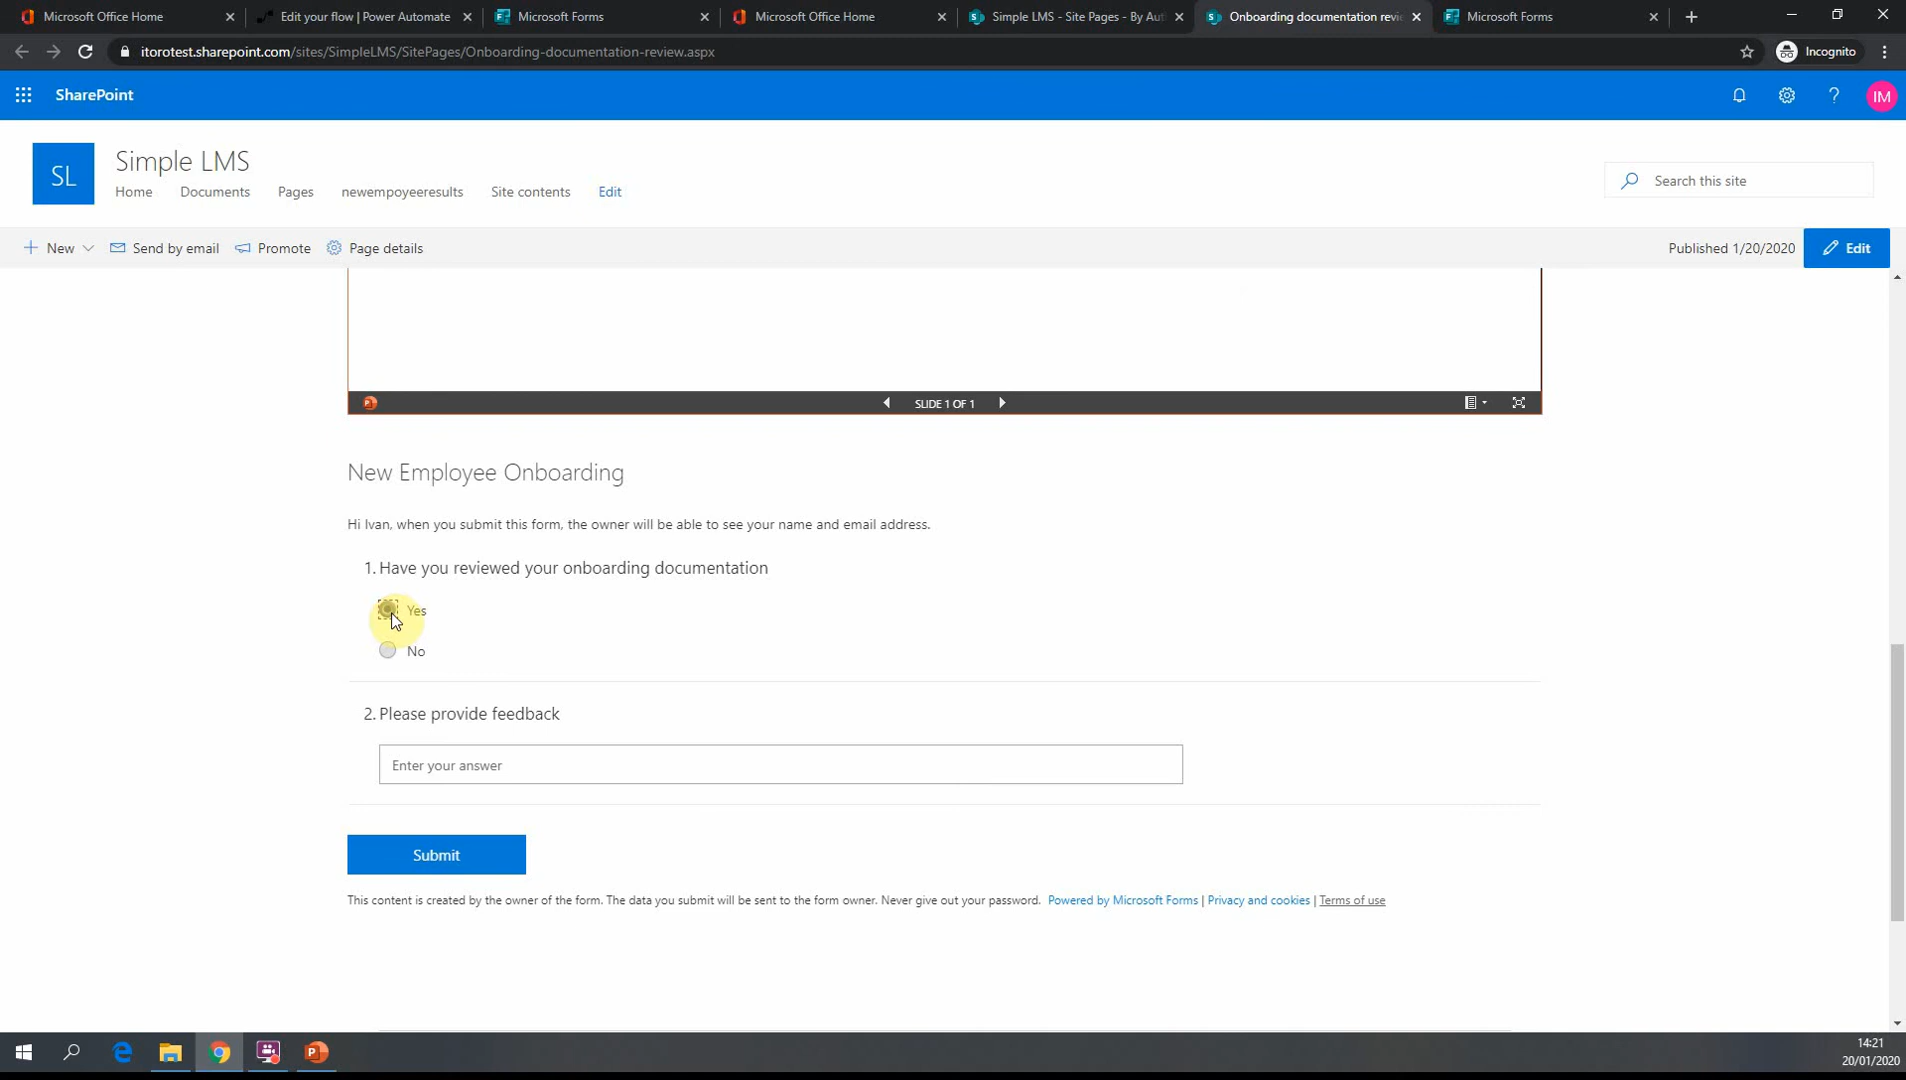 Microsoft Office Home
Edit your flow | Power Automate
Microsoft Forms
Microsoft Office Home
Simple LMS - Site Pages - By Aut
Onboarding documentation revi
Microsoft Forms
itorotest.sharepoint.com/sites/SimpleLMS/SitePages/Onboarding-documentation-review.aspx
Incognito
SharePoint
IM
SL
Simple LMS
Home Documents Pages newempoyeeresults Site contents Edit
Search this site
New Send by email Promote Page details
Published 1/20/2020
Edit
SLIDE 1 OF 1
New Employee Onboarding
Hi Ivan, when you submit this form, the owner will be able to see your name and email address.
1. Have you reviewed your onboarding documentation
Yes
No
2. Please provide feedback
Enter your answer
Submit
This content is created by the owner of the form. The data you submit will be sent to the form owner. Never give out your password. Powered by Microsoft Forms | Privacy and cookies | Terms of use
14:21
20/01/2020